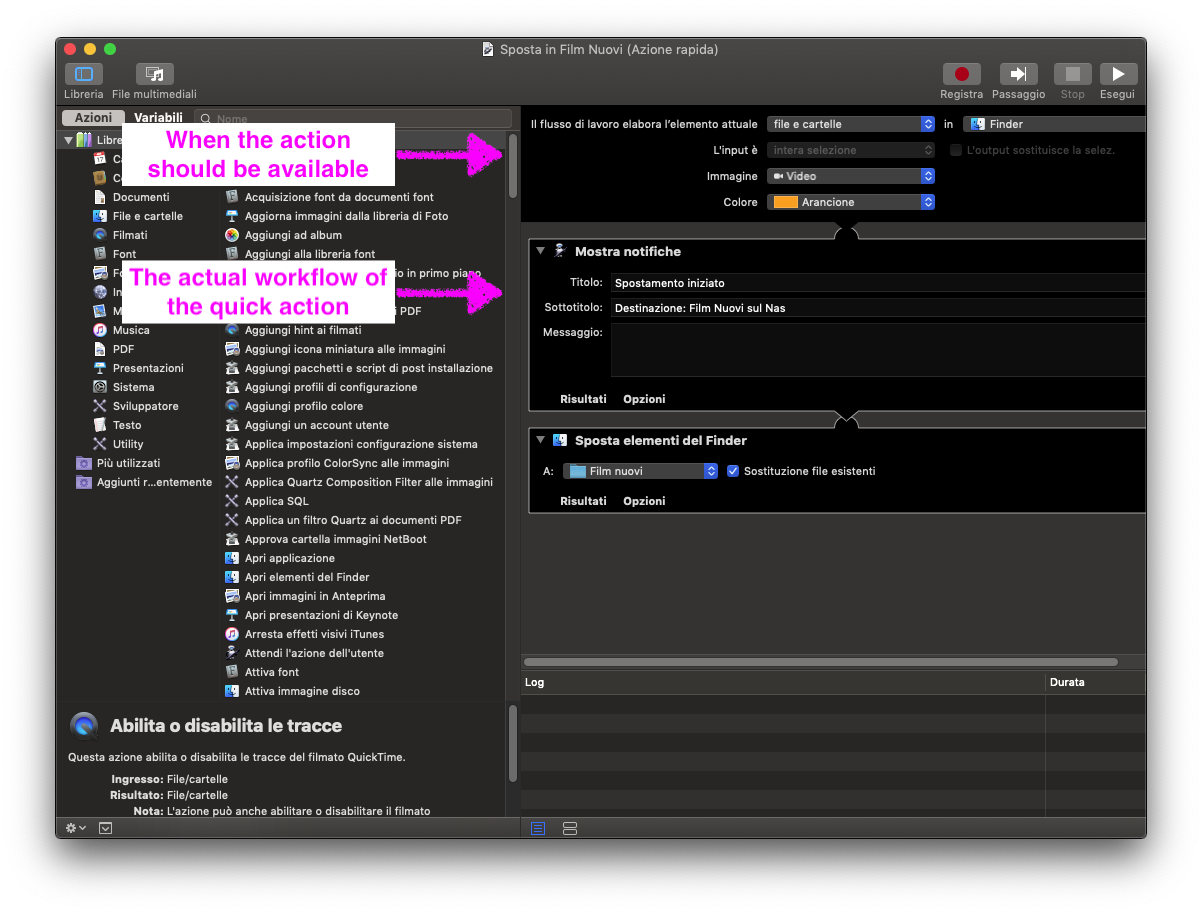 Sposta in Film Nuovi (Azione rapida)
Libreria
File multimediali
Registra
Passaggio
Stop
Esegui
Azioni
Variabili
Nome
When the action
should be available
The actual workflow of
the quick action
Documenti
File e cartelle
Filmati
Font
Musica
PDF
Presentazioni
Sistema
Sviluppatore
Testo
Utility
Più utilizzati
Aggiunti r...entemente
Acquisizione font da documenti font
Aggiorna immagini dalla libreria di Foto
Aggiungi ad album
Aggiungi alla libreria font
io in primo piano
i PDF
Aggiungi hint ai filmati
Aggiungi icona miniatura alle immagini
Aggiungi pacchetti e script di post installazione
Aggiungi profili di configurazione
Aggiungi profilo colore
Aggiungi un account utente
Applica impostazioni configurazione sistema
Applica profilo ColorSync alle immagini
Applica Quartz Composition Filter alle immagini
Applica SQL
Applica un filtro Quartz ai documenti PDF
Approva cartella immagini NetBoot
Apri applicazione
Apri elementi del Finder
Apri immagini in Anteprima
Apri presentazioni di Keynote
Arresta effetti visivi iTunes
Attendi l'azione dell'utente
Attiva font
Attiva immagine disco
Abilita o disabilita le tracce
Questa azione abilita o disabilita le tracce del filmato QuickTime.
Ingresso: File/cartelle
Risultato: File/cartelle
Nota: L'azione può anche abilitare o disabilitare il filmato
Il flusso di lavoro elabora l'elemento attuale file e cartelle in Finder
L'input è intera selezione L'output sostituisce la selez.
Immagine Video
Colore Arancione
Mostra notifiche
Titolo: Spostamento iniziato
Sottotitolo: Destinazione: Film Nuovi sul Nas
Messaggio:
Risultati Opzioni
Sposta elementi del Finder
A: Film nuovi Sostituzione file esistenti
Risultati Opzioni
Log Durata